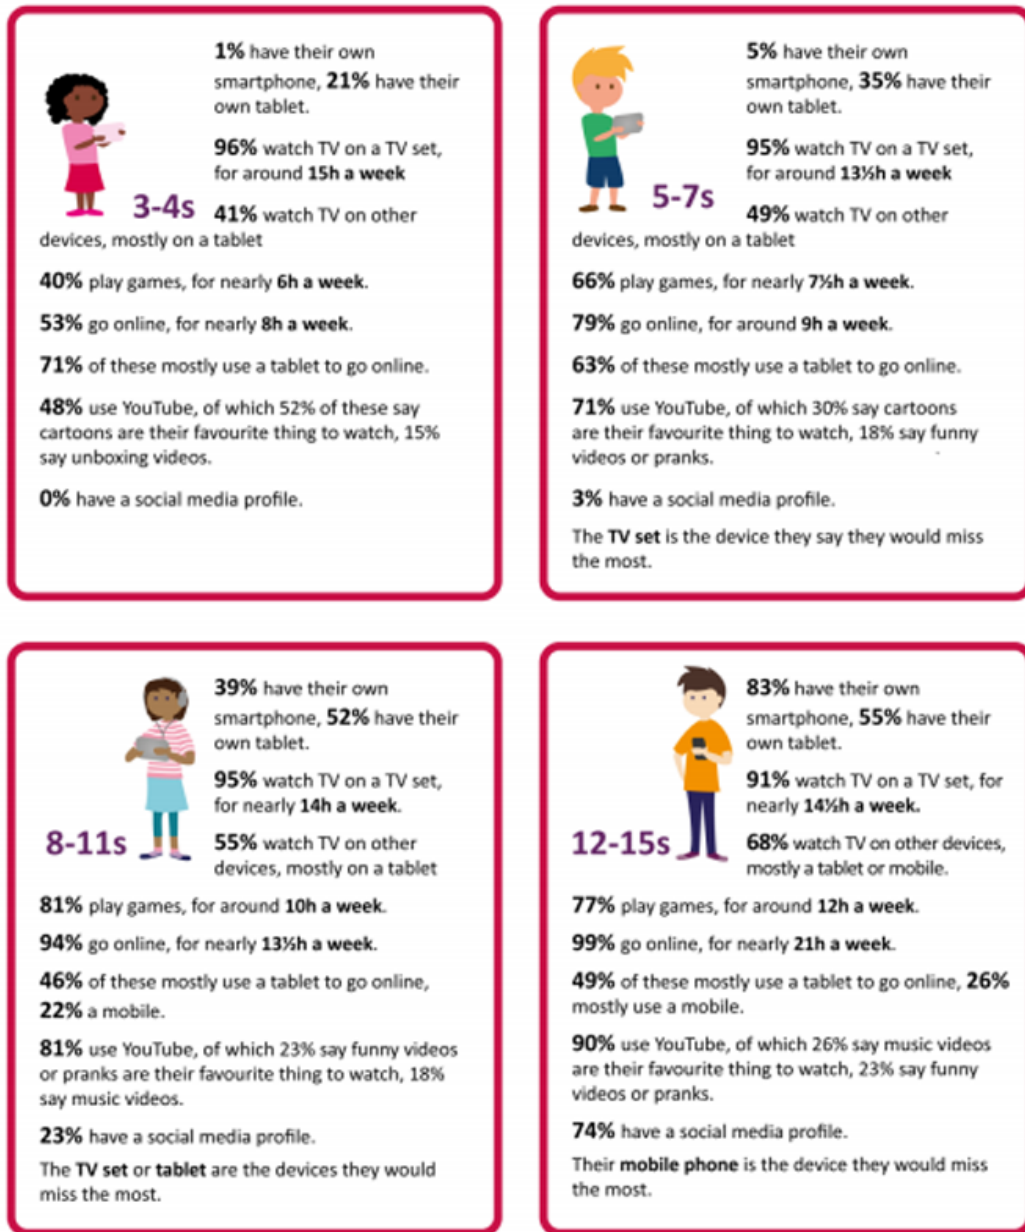 1% have their own
smartphone, 21% have their
own tablet.
96% watch TV on a TV set,
for around 15h a week
3-4s
41% watch TV on other
devices, mostly on a tablet
40% play games, for nearly 6h a week.
53% go online, for nearly 8h a week.
71% of these mostly use a tablet to go online.
48% use YouTube, of which 52% of these say
cartoons are their favourite thing to watch, 15%
say unboxing videos.
0% have a social media profile.
5% have their own
smartphone, 35% have their
own tablet.
95% watch TV on a TV set,
for around 13½h a week
5-7s
49% watch TV on other
devices, mostly on a tablet
66% play games, for nearly 7½h a week.
79% go online, for around 9h a week.
63% of these mostly use a tablet to go online.
71% use YouTube, of which 30% say cartoons
are their favourite thing to watch, 18% say funny
videos or pranks.
3% have a social media profile.
The TV set is the device they say they would miss
the most.
39% have their own
smartphone, 52% have their
own tablet.
95% watch TV on a TV set,
for nearly 14h a week.
8-11s
55% watch TV on other
devices, mostly on a tablet
81% play games, for around 10h a week.
94% go online, for nearly 13½h a week.
46% of these mostly use a tablet to go online,
22% a mobile.
81% use YouTube, of which 23% say funny videos
or pranks are their favourite thing to watch, 18%
say music videos.
23% have a social media profile.
The TV set or tablet are the devices they would
miss the most.
83% have their own
smartphone, 55% have their
own tablet.
91% watch TV on a TV set, for
nearly 14½h a week.
12-15s
68% watch TV on other devices,
mostly a tablet or mobile.
77% play games, for around 12h a week.
99% go online, for nearly 21h a week.
49% of these mostly use a tablet to go online, 26%
mostly use a mobile.
90% use YouTube, of which 26% say music videos
are their favourite thing to watch, 23% say funny
videos or pranks.
74% have a social media profile.
Their mobile phone is the device they would miss
the most.